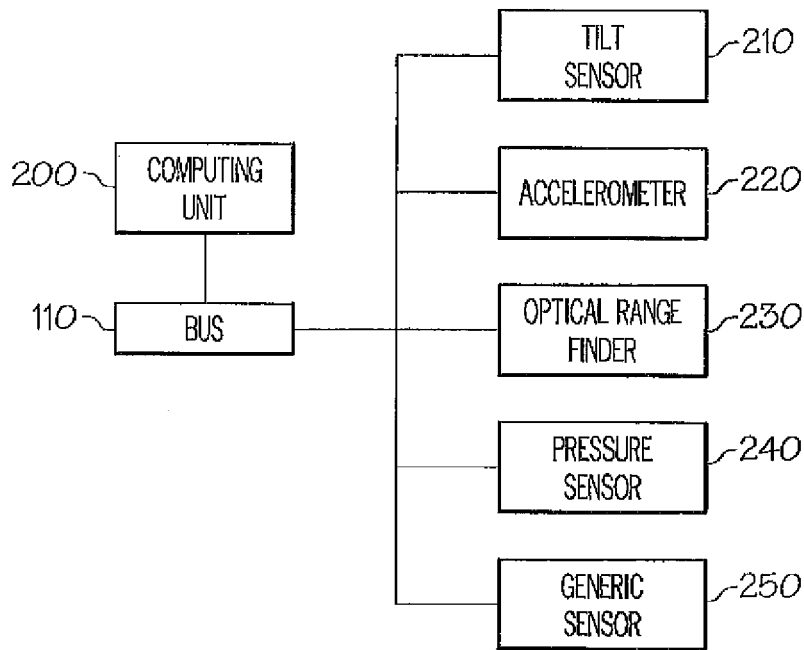 TILT
SENSOR
210
200
COMPUTING
UNIT
ACCELEROMETER
220
110
BUS
OPTICAL RANGE
FINDER
230
PRESSURE
SENSOR
240
GENERIC
SENSOR
250